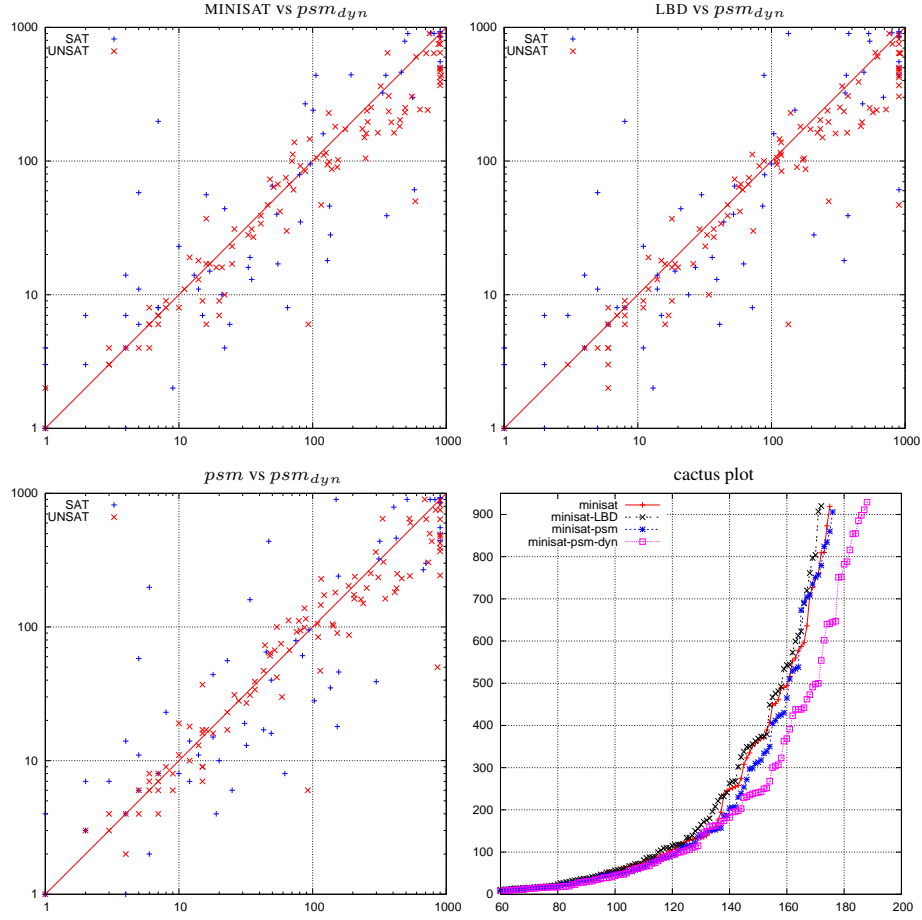 MINISAT vs psm_dyn
LBD vs psm_dyn
1000
SAT
UNSAT
100
10
1
1 10 100 1000
1000
SAT
UNSAT
100
10
1
1 10 100 1000
psm vs psm_dyn
cactus plot
1000
SAT
UNSAT
100
10
1
1 10 100 1000
minisat
minisat-LBD
minisat-psm
minisat-psm-dyn
900
800
700
600
500
400
300
200
100
0
60 80 100 120 140 160 180 200